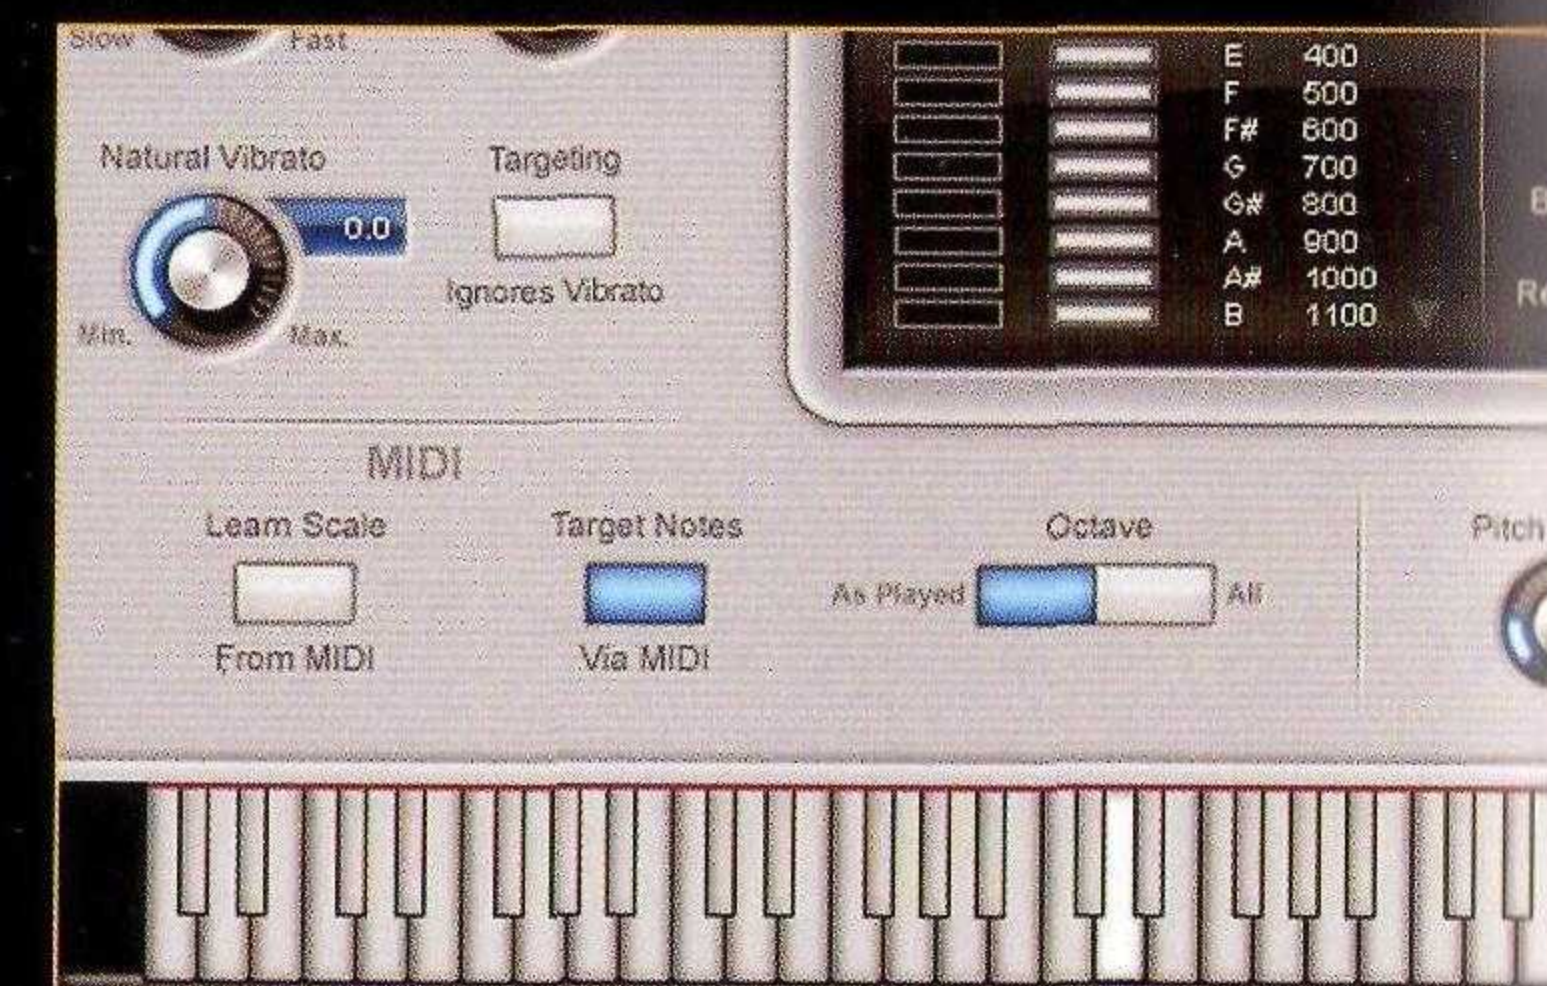 Slow Fast
E 400
F 500
F# 600
G 700
G# 800
A 900
A# 1000
B 1100
Natural Vibrato
0.0
Min. Max.
Targeting
Ignores Vibrato
MIDI
Learn Scale
From MIDI
Target Notes
Via MIDI
Octave
As Played All
Pitch